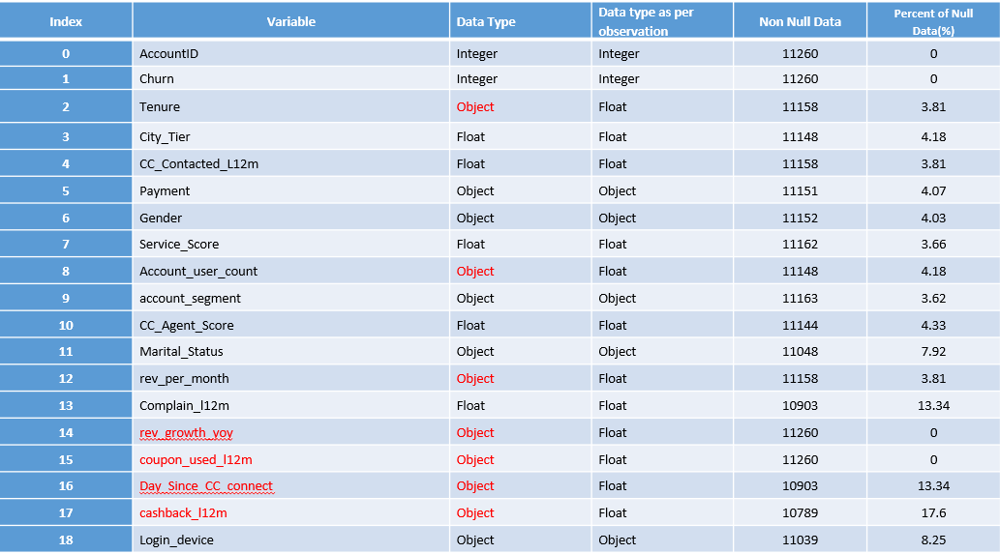 Index Variable Data Type Data type as per observation Non Null Data Percent of Null Data(%)
0 AccountID Integer Integer 11260 0
1 Churn Integer Integer 11260 0
2 Tenure Object Float 11158 3.81
3 City_Tier Float Float 11148 4.18
4 CC_Contacted_L12m Float Float 11158 3.81
5 Payment Object Object 11151 4.07
6 Gender Object Object 11152 4.03
7 Service_Score Float Float 11162 3.66
8 Account_user_count Object Float 11148 4.18
9 account_segment Object Object 11163 3.62
10 CC_Agent_Score Float Float 11144 4.33
11 Marital_Status Object Object 11048 7.92
12 rev_per_month Object Float 11158 3.81
13 Complain_l12m Float Float 10903 13.34
14 rev_growth_yoy Object Float 11260 0
15 coupon_used_l12m Object Float 11260 0
16 Day_Since_CC_connect Object Float 10903 13.34
17 cashback_l12m Object Float 10789 17.6
18 Login_device Object Object 11039 8.25